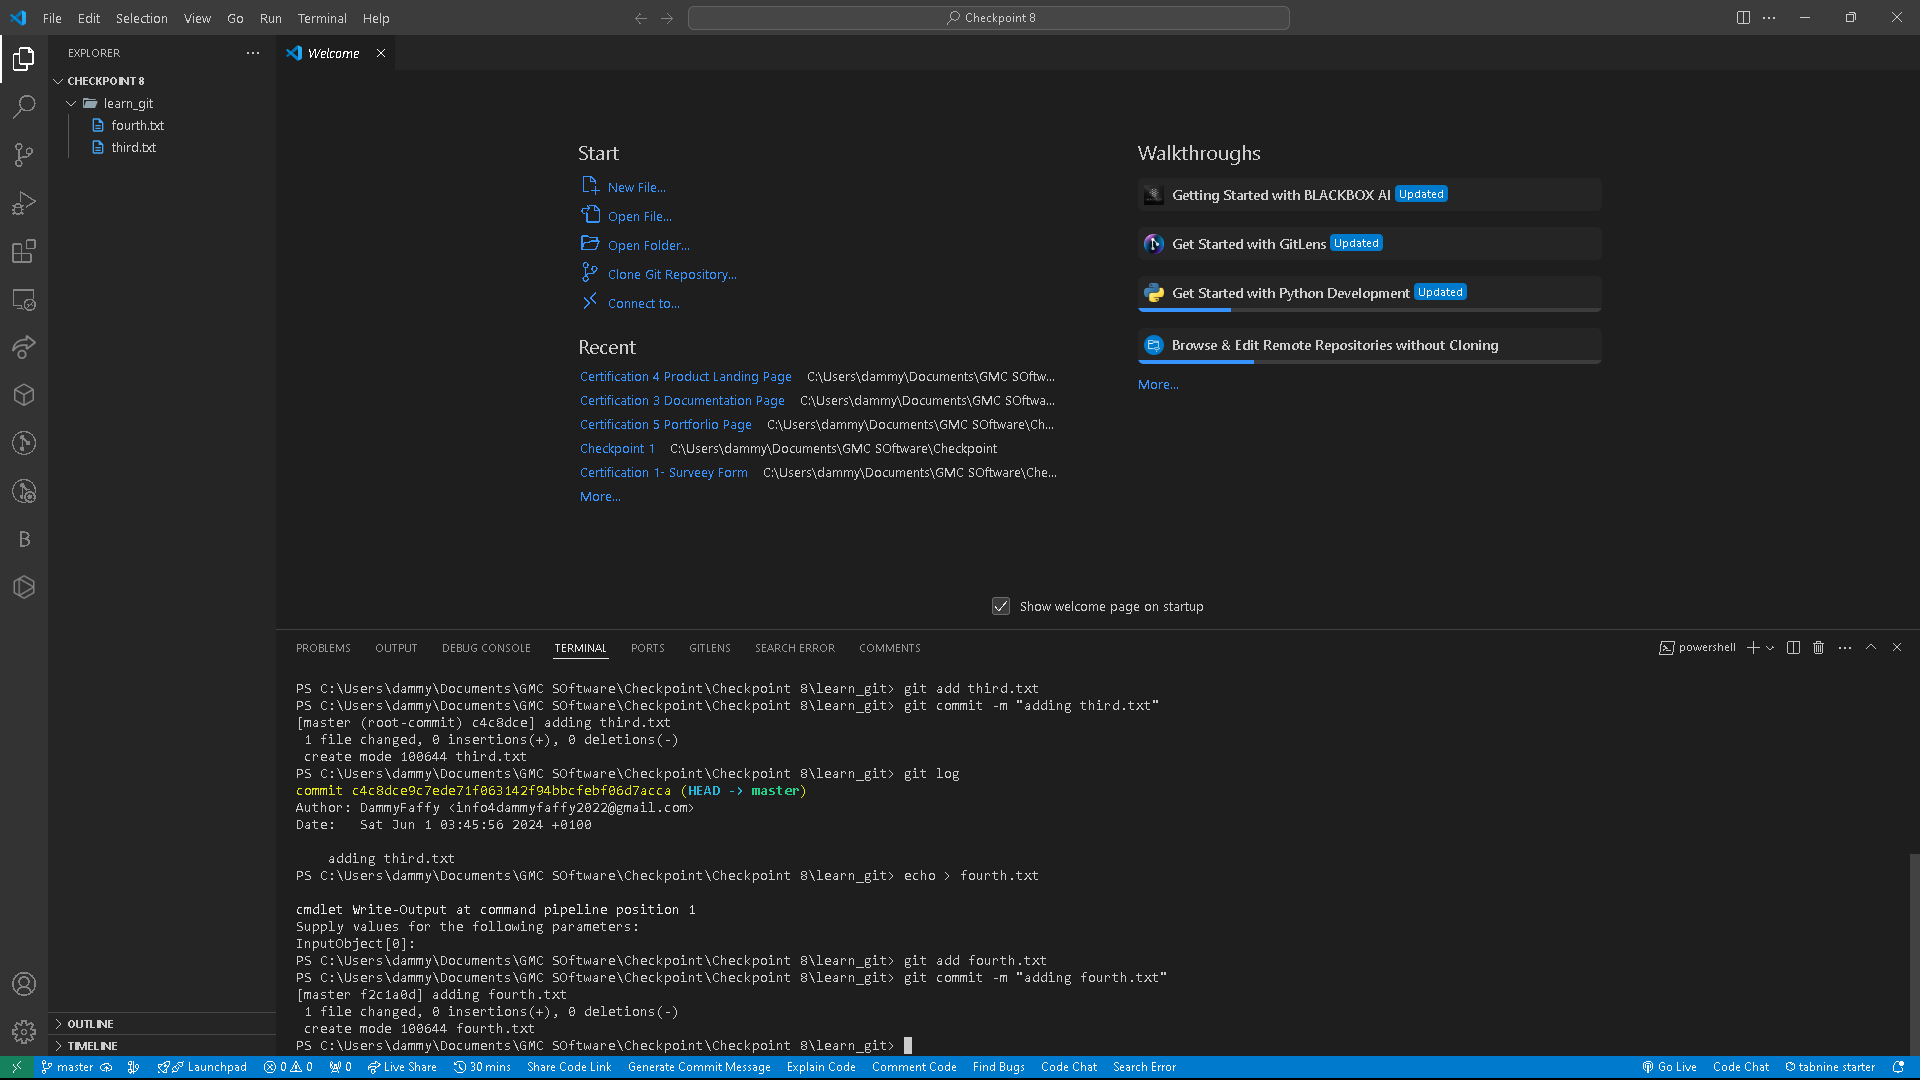 File Edit Selection View Go Run Terminal Help
Checkpoint 8
EXPLORER
CHECKPOINT 8
learn_git
fourth.txt
third.txt
OUTLINE
TIMELINE
Welcome
Start
New File...
Open File...
Open Folder...
Clone Git Repository...
Connect to...
Recent
Certification 4 Product Landing Page C:\Users\dammy\Documents\GMC SOftw...
Certification 3 Documentation Page C:\Users\dammy\Documents\GMC SOftwa...
Certification 5 Portforlio Page C:\Users\dammy\Documents\GMC SOftware\Ch...
Checkpoint 1 C:\Users\dammy\Documents\GMC SOftware\Checkpoint
Certification 1- Surveey Form C:\Users\dammy\Documents\GMC SOftware\Che...
More...
Walkthroughs
Getting Started with BLACKBOX AI Updated
Get Started with GitLens Updated
Get Started with Python Development Updated
Browse & Edit Remote Repositories without Cloning
More...
Show welcome page on startup
PROBLEMS OUTPUT DEBUG CONSOLE TERMINAL PORTS GITLENS SEARCH ERROR COMMENTS
powershell
PS C:\Users\dammy\Documents\GMC SOftware\Checkpoint\Checkpoint 8\learn_git> git add third.txt
PS C:\Users\dammy\Documents\GMC SOftware\Checkpoint\Checkpoint 8\learn_git> git commit -m "adding third.txt"
[master (root-commit) c4c8dce] adding third.txt
1 file changed, 0 insertions(+), 0 deletions(-)
create mode 100644 third.txt
PS C:\Users\dammy\Documents\GMC SOftware\Checkpoint\Checkpoint 8\learn_git> git log
commit c4c8dce9c7ede71f063142f94bbcfebf06d7acca (HEAD -> master)
Author: DammyFaffy <info4dammyfaffy2022@gmail.com>
Date: Sat Jun 1 03:45:56 2024 +0100
adding third.txt
PS C:\Users\dammy\Documents\GMC SOftware\Checkpoint\Checkpoint 8\learn_git> echo > fourth.txt
cmdlet Write-Output at command pipeline position 1
Supply values for the following parameters:
InputObject[0]:
PS C:\Users\dammy\Documents\GMC SOftware\Checkpoint\Checkpoint 8\learn_git> git add fourth.txt
PS C:\Users\dammy\Documents\GMC SOftware\Checkpoint\Checkpoint 8\learn_git> git commit -m "adding fourth.txt"
[master f2c1a0d] adding fourth.txt
1 file changed, 0 insertions(+), 0 deletions(-)
create mode 100644 fourth.txt
PS C:\Users\dammy\Documents\GMC SOftware\Checkpoint\Checkpoint 8\learn_git>
master Launchpad 0 0 0 Live Share 30 mins Share Code Link Generate Commit Message Explain Code Comment Code Find Bugs Code Chat Search Error Go Live Code Chat tabnine starter